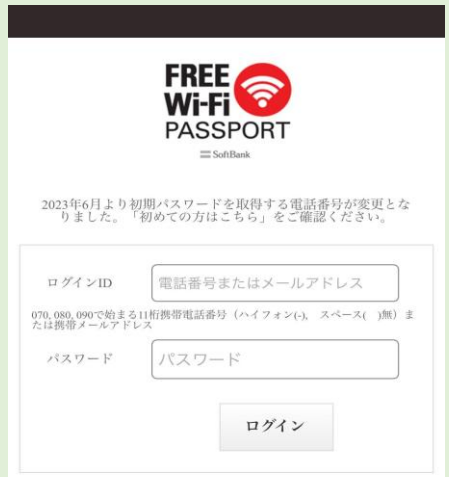 FREE
Wi-Fi
PASSPORT
SoftBank
2023年6月より初期パスワードを取得する電話番号が変更とな
りました。「初めての方はこちら」をご確認ください。
ログインID
電話番号またはメールアドレス
070, 080, 090で始まる11桁携帯電話番号（ハイフォン(-), スペース( )無）ま
たは携帯メールアドレス
パスワード
パスワード
ログイン